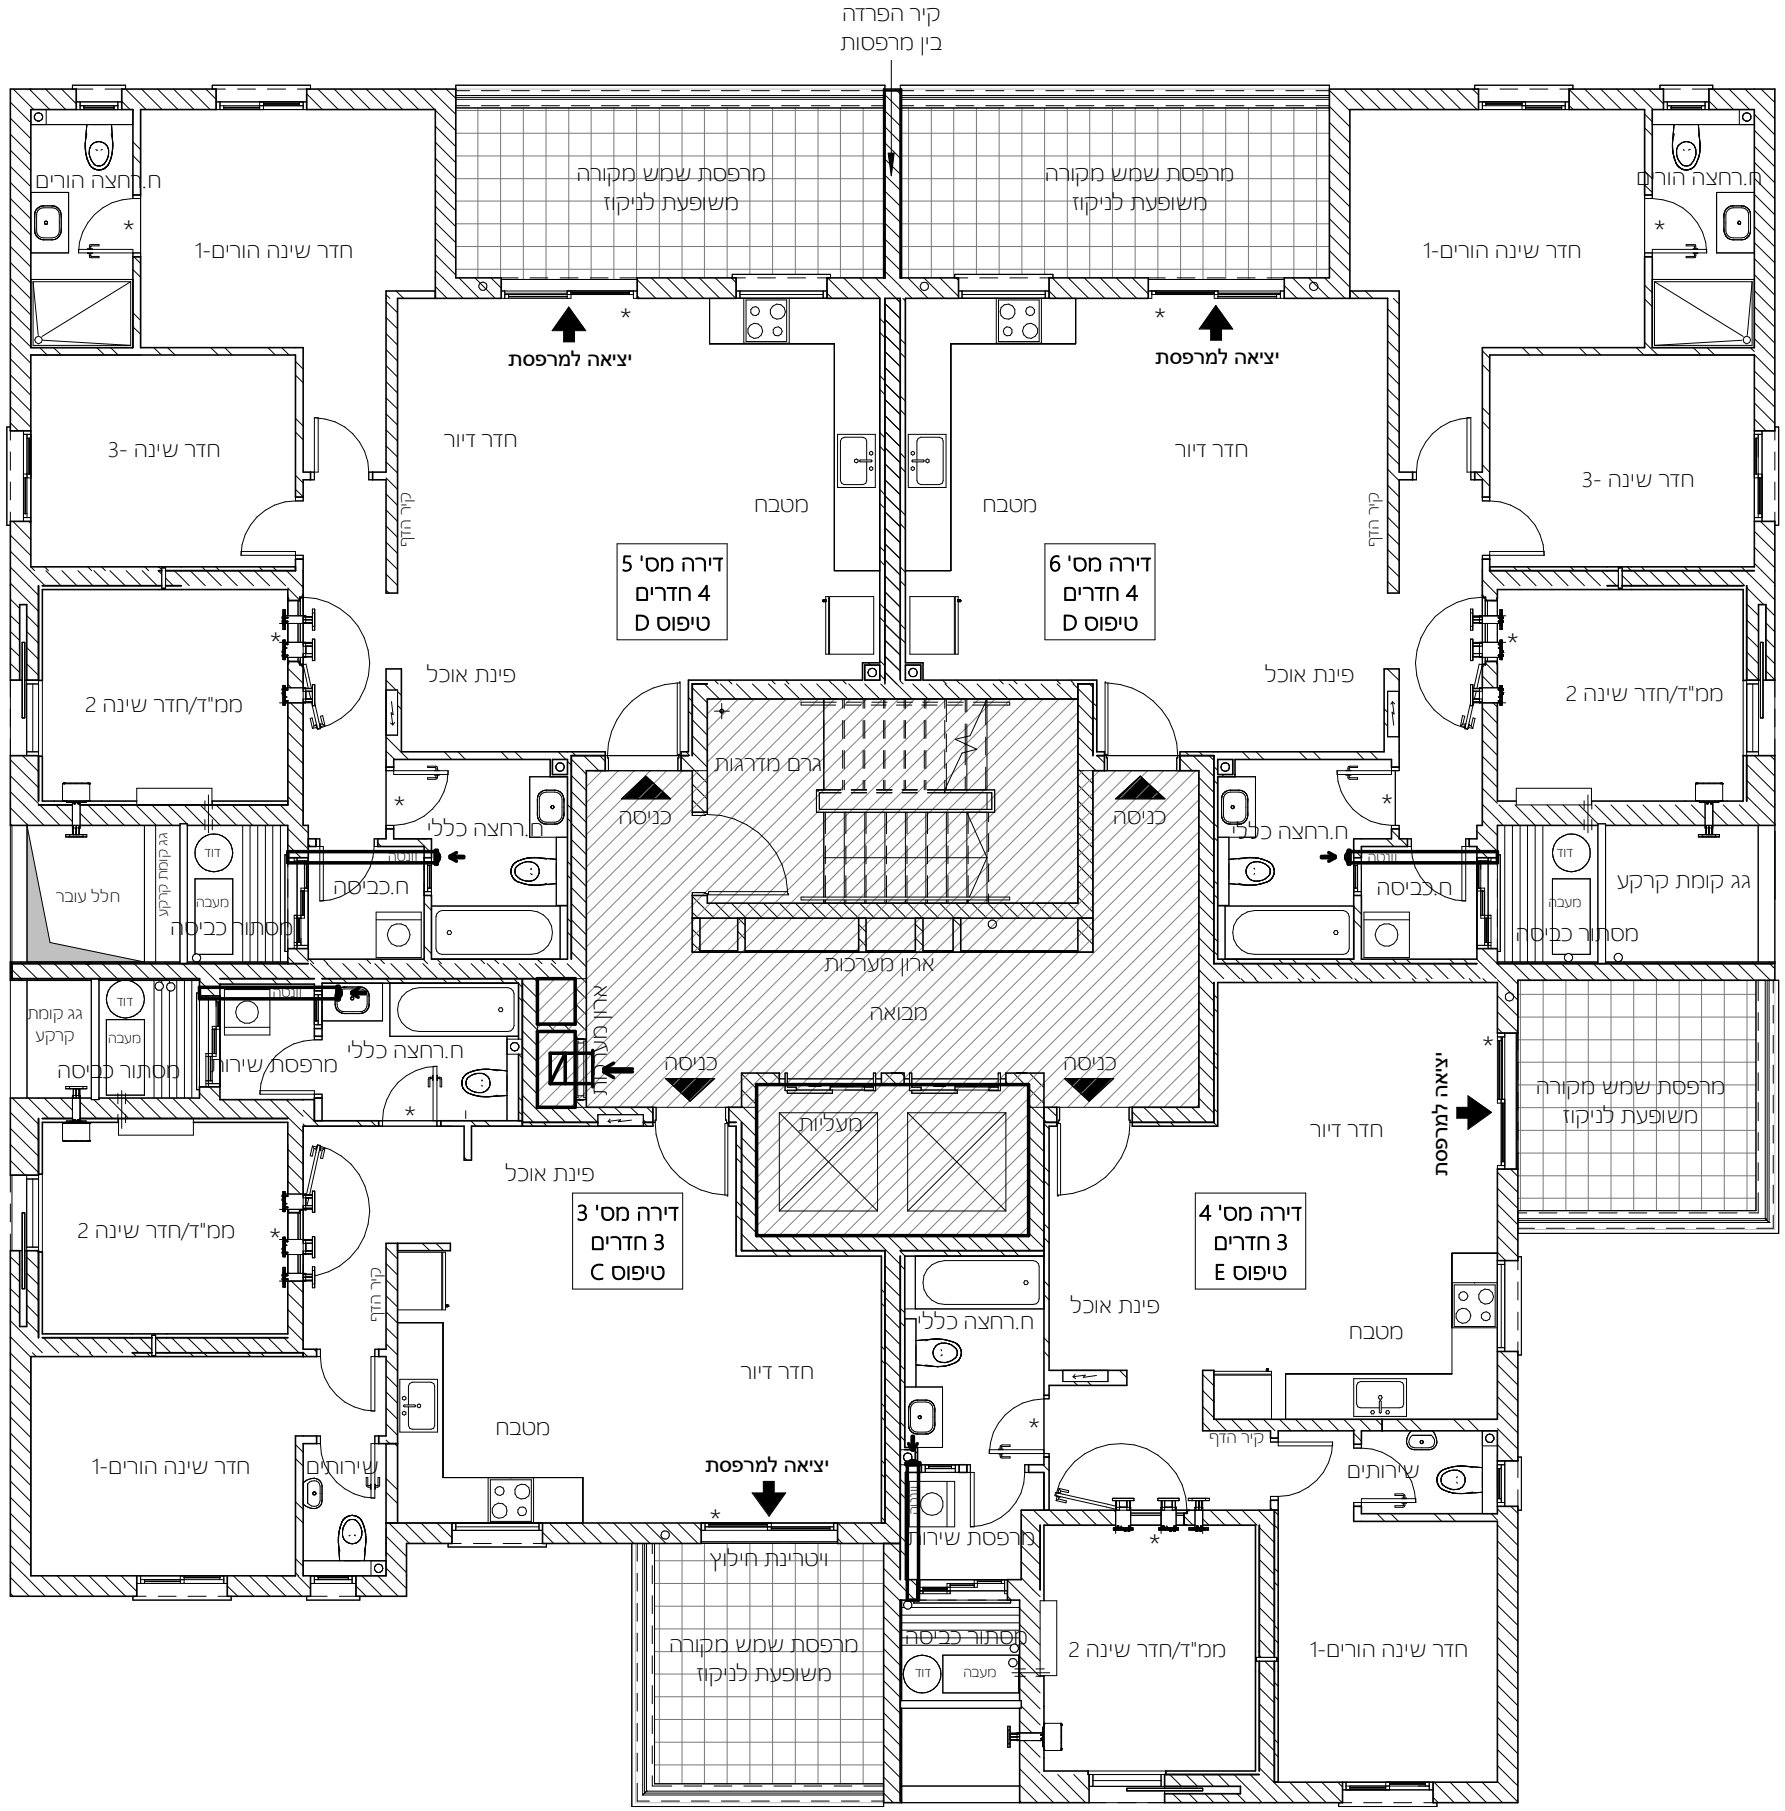 קיר הפרדה
בין מרפסות
מרפסת שמש מקורה
משופעת לניקוז
מרפסת שמש מקורה
משופעת לניקוז
ח.רחצה הורים
ח.רחצה הורים
חדר שינה הורים-1
חדר שינה הורים-1
יציאה למרפסת
יציאה למרפסת
חדר דיור
חדר דיור
חדר שינה -3
חדר שינה -3
מטבח
מטבח
קיר הדף
קיר הדף
דירה מס' 5
4 חדרים
טיפוס D
דירה מס' 6
4 חדרים
טיפוס D
פינת אוכל
פינת אוכל
ממ"ד/חדר שינה 2
ממ"ד/חדר שינה 2
גרם מדרגות
כניסה
כניסה
ח.רחצה כללי
ח.רחצה כללי
גג קומת קרקע
דוד
ונטה
ונטה
דוד
ח.כביסה
ח.כביסה
גג קומת קרקע
חלל עובר
מעבה
מעבה
מסתור כביסה
מסתור כביסה
ארון מערכות
ארון מערכות
מבואה
דוד
ונטה
גג קומת
קרקע
מעבה
מסתור כביסה
מרפסת שירות
ח.רחצה כללי
כניסה
כניסה
מעליות
חדר דיור
יציאה למרפסת
מרפסת שמש מקורה
משופעת לניקוז
פינת אוכל
דירה מס' 3
3 חדרים
טיפוס C
דירה מס' 4
3 חדרים
טיפוס E
ממ"ד/חדר שינה 2
קיר הדף
ח.רחצה כללי
פינת אוכל
מטבח
חדר דיור
מטבח
קיר הדף
חדר שינה הורים-1
שירותים
יציאה למרפסת
שירותים
ונטה
מרפסת שירות
ויטרינת חילוץ
מסתור כביסה
מרפסת שמש מקורה
משופעת לניקוז
דוד
מעבה
ממ"ד/חדר שינה 2
חדר שינה הורים-1